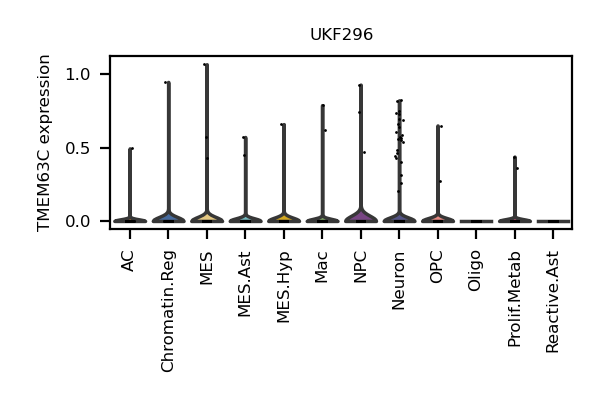 UKF296
TMEM63C expression
1.0
0.5
0.0
AC
Chromatin.Reg
MES
MES.Ast
MES.Hyp
Mac
NPC
Neuron
OPC
Oligo
Prolif.Metab
Reactive.Ast